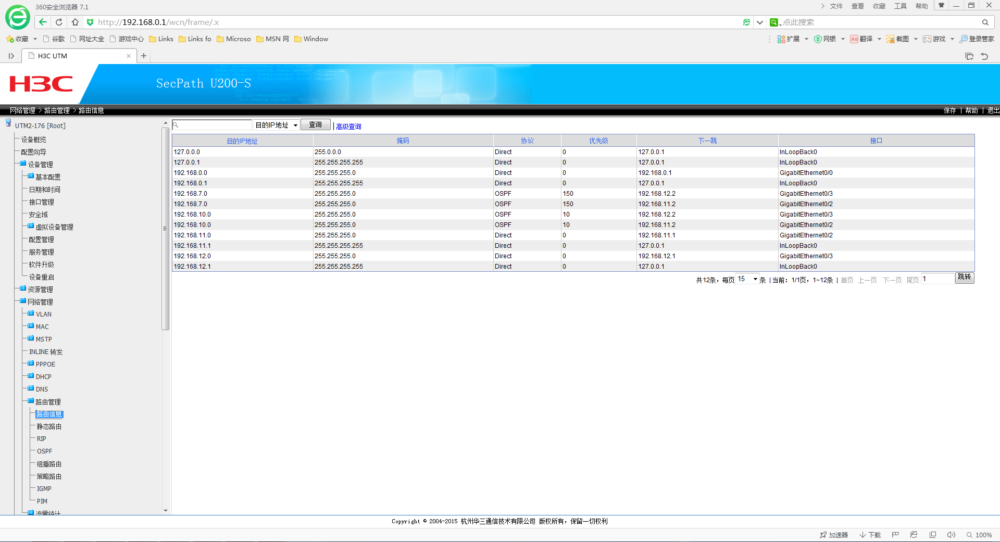 360安全浏览器 7.1
文件 查看 收藏 工具 帮助
http://192.168.0.1/wcn/frame/.x
点此搜索
收藏 谷歌 网址大全 游戏中心 Links Links fo Microso MSN 网 Window
扩展 网银 Aa 翻译 截图 游戏 登录管家
H3C UTM
H3C
SecPath U200-S
网络管理 > 路由管理 > 路由信息
保存 | 帮助 | 退出
UTM2-176 [Root]
设备概览
配置向导
设备管理
基本配置
日期和时间
接口管理
安全域
虚拟设备管理
配置管理
服务管理
软件升级
设备重启
资源管理
网络管理
VLAN
MAC
MSTP
INLINE 转发
PPPOE
DHCP
DNS
路由管理
路由信息
静态路由
RIP
OSPF
组播路由
策略路由
IGMP
PIM
流量统计
目的IP地址 查询 | 高级查询
目的IP地址 掩码 协议 优先级 下一跳 接口
127.0.0.0 255.0.0.0 Direct 0 127.0.0.1 InLoopBack0
127.0.0.1 255.255.255.255 Direct 0 127.0.0.1 InLoopBack0
192.168.0.0 255.255.255.0 Direct 0 192.168.0.1 GigabitEthernet0/0
192.168.0.1 255.255.255.255 Direct 0 127.0.0.1 InLoopBack0
192.168.7.0 255.255.255.0 OSPF 150 192.168.12.2 GigabitEthernet0/3
192.168.7.0 255.255.255.0 OSPF 150 192.168.11.2 GigabitEthernet0/2
192.168.10.0 255.255.255.0 OSPF 10 192.168.12.2 GigabitEthernet0/3
192.168.10.0 255.255.255.0 OSPF 10 192.168.11.2 GigabitEthernet0/2
192.168.11.0 255.255.255.0 Direct 0 192.168.11.1 GigabitEthernet0/2
192.168.11.1 255.255.255.255 Direct 0 127.0.0.1 InLoopBack0
192.168.12.0 255.255.255.0 Direct 0 192.168.12.1 GigabitEthernet0/3
192.168.12.1 255.255.255.255 Direct 0 127.0.0.1 InLoopBack0
共12条，每页 15 条 | 当前：1/1页，1~12条 | 首页 上一页 下一页 尾页 1 跳转
Copyright © 2004-2015 杭州华三通信技术有限公司 版权所有，保留一切权利
加速器 下载 100%